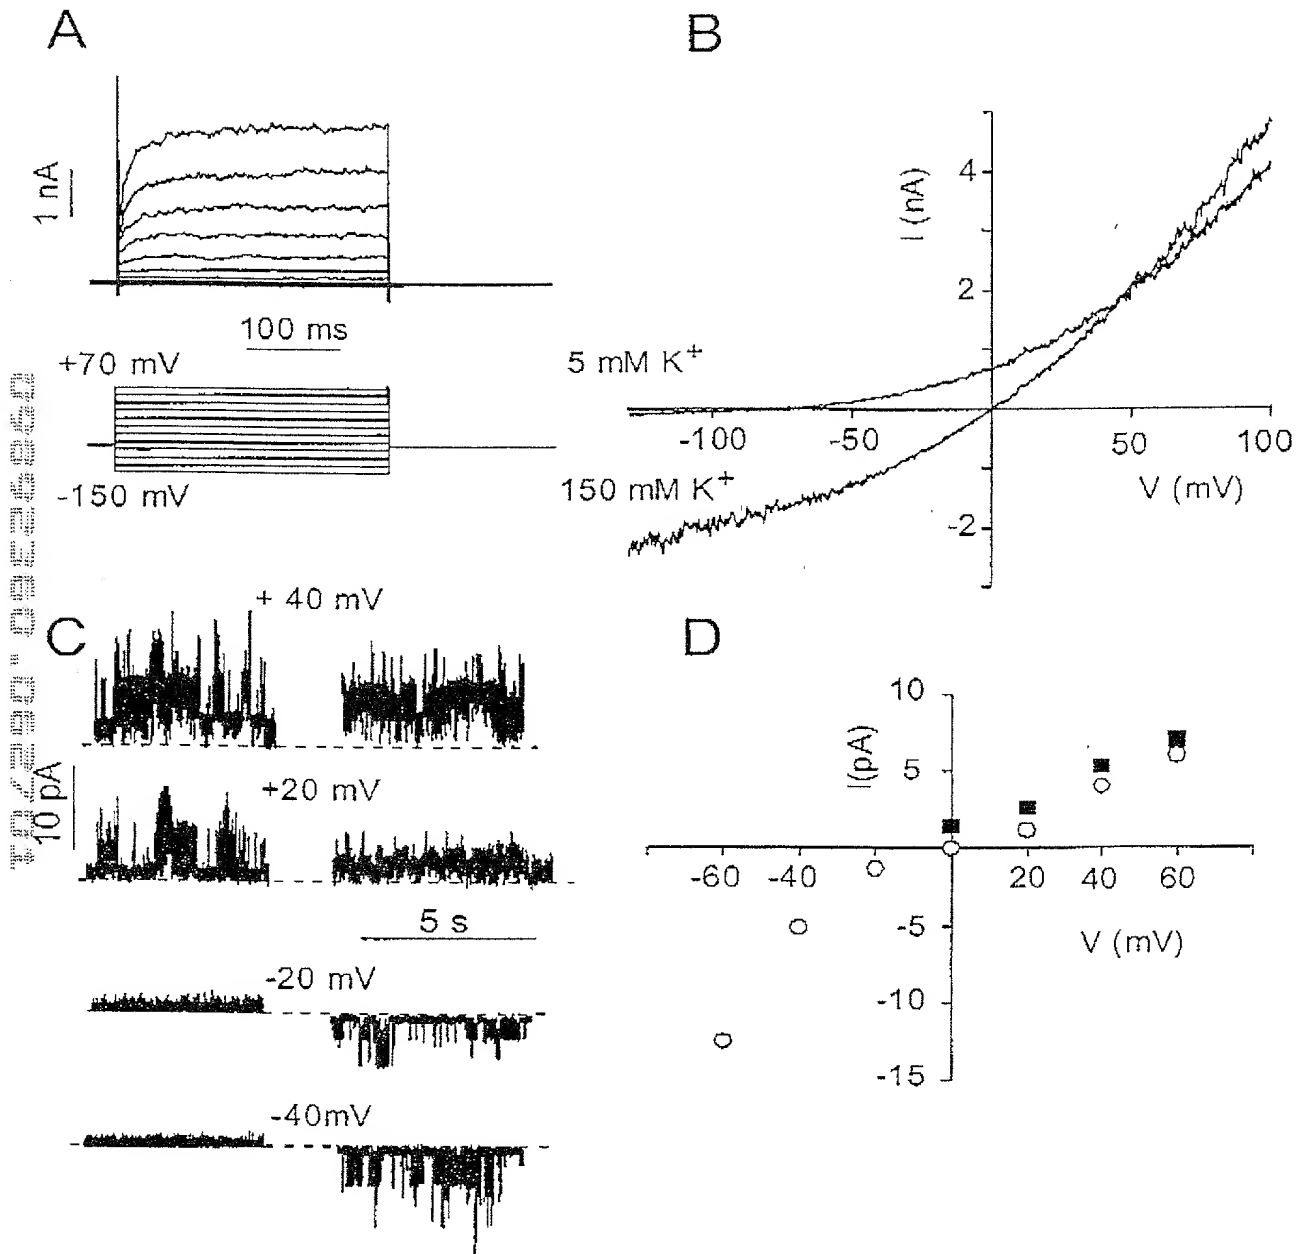 A
1 nA
100 ms
+70 mV
-150 mV
B
I (nA)
4
2
-2
-100
-50
50
100
V (mV)
5 mM K⁺
150 mM K⁺
C
+ 40 mV
+20 mV
10 pA
5 s
-20 mV
-40mV
D
I(pA)
10
5
-5
-10
-15
-60
-40
20
40
60
V (mV)